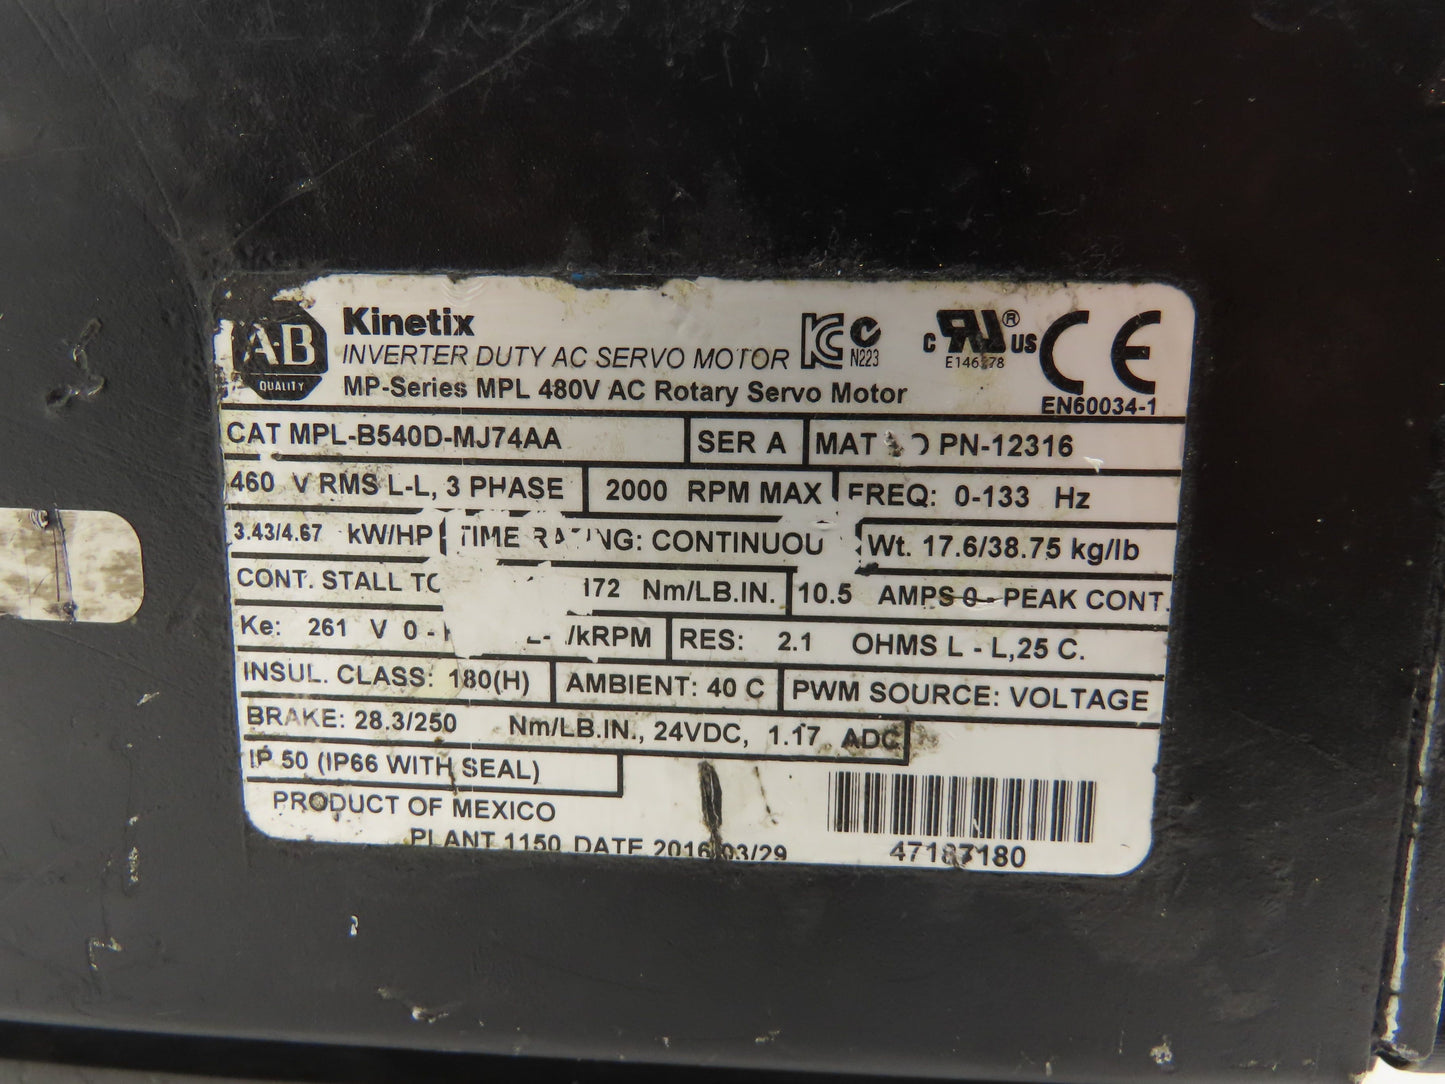 A-B
QUALITY
Kinetix
INVERTER DUTY AC SERVO MOTOR
MP-Series MPL 480V AC Rotary Servo Motor
N223
C US ®
E146578
CE
EN60034-1
CAT MPL-B540D-MJ74AA SER A MAT PN-12316
460 V RMS L-L, 3 PHASE 2000 RPM MAX FREQ: 0-133 Hz
3.43/4.67 kW/HP TIME RATING: CONTINUOU Wt. 17.6/38.75 kg/lb
CONT. STALL 172 Nm/LB.IN. 10.5 AMPS 0 - PEAK CONT.
Ke: 261 V 0 - /kRPM RES: 2.1 OHMS L - L,25 C.
INSUL. CLASS: 180(H) AMBIENT: 40 C PWM SOURCE: VOLTAGE
BRAKE: 28.3/250 Nm/LB.IN., 24VDC, 1.17 ADC
IP 50 (IP66 WITH SEAL)
PRODUCT OF MEXICO
PLANT 1150 DATE 2016/03/29
47187180